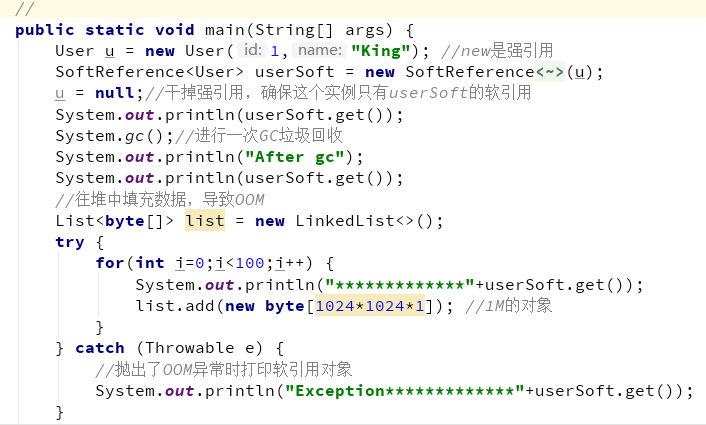 //
public static void main(String[] args) {
User u = new User( id: 1, name: "King"); //new是强引用
SoftReference<User> userSoft = new SoftReference<~>(u);
u = null;//干掉强引用，确保这个实例只有userSoft的软引用
System.out.println(userSoft.get());
System.gc();//进行一次GC垃圾回收
System.out.println("After gc");
System.out.println(userSoft.get());
//往堆中填充数据，导致OOM
List<byte[]> list = new LinkedList<>();
try {
for(int i=0;i<100;i++) {
System.out.println("*************"+userSoft.get());
list.add(new byte[1024*1024*1]); //1M的对象
}
} catch (Throwable e) {
//抛出了OOM异常时打印软引用对象
System.out.println("Exception*************"+userSoft.get());
}